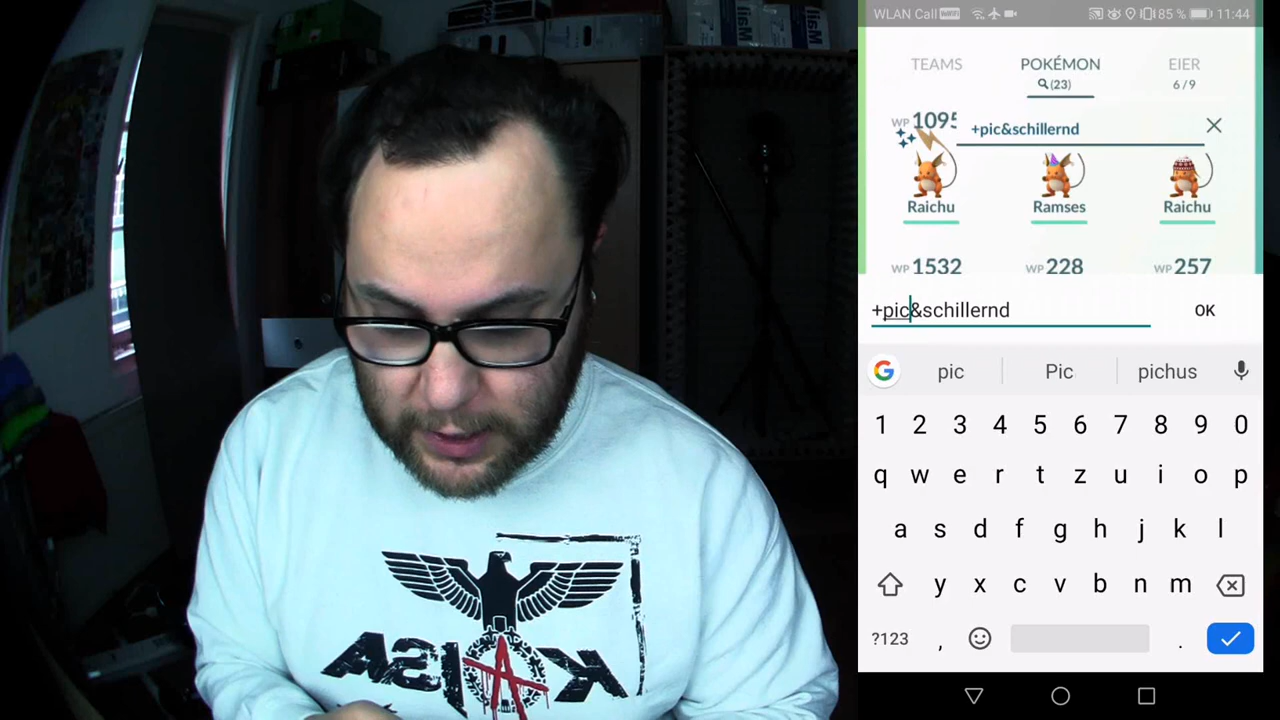 WLAN Call WiFi 85 % 11:44
TEAMS POKÉMON EIER
(23) 6/9
WP 1095 +pic&schillernd
Raichu Ramses Raichu
WP 1532 WP 228 WP 257
+pic&schillernd OK
pic Pic pichus
1 2 3 4 5 6 7 8 9 0
q w e r t z u i o p
a s d f g h j k l
y x c v b n m
?123 , .